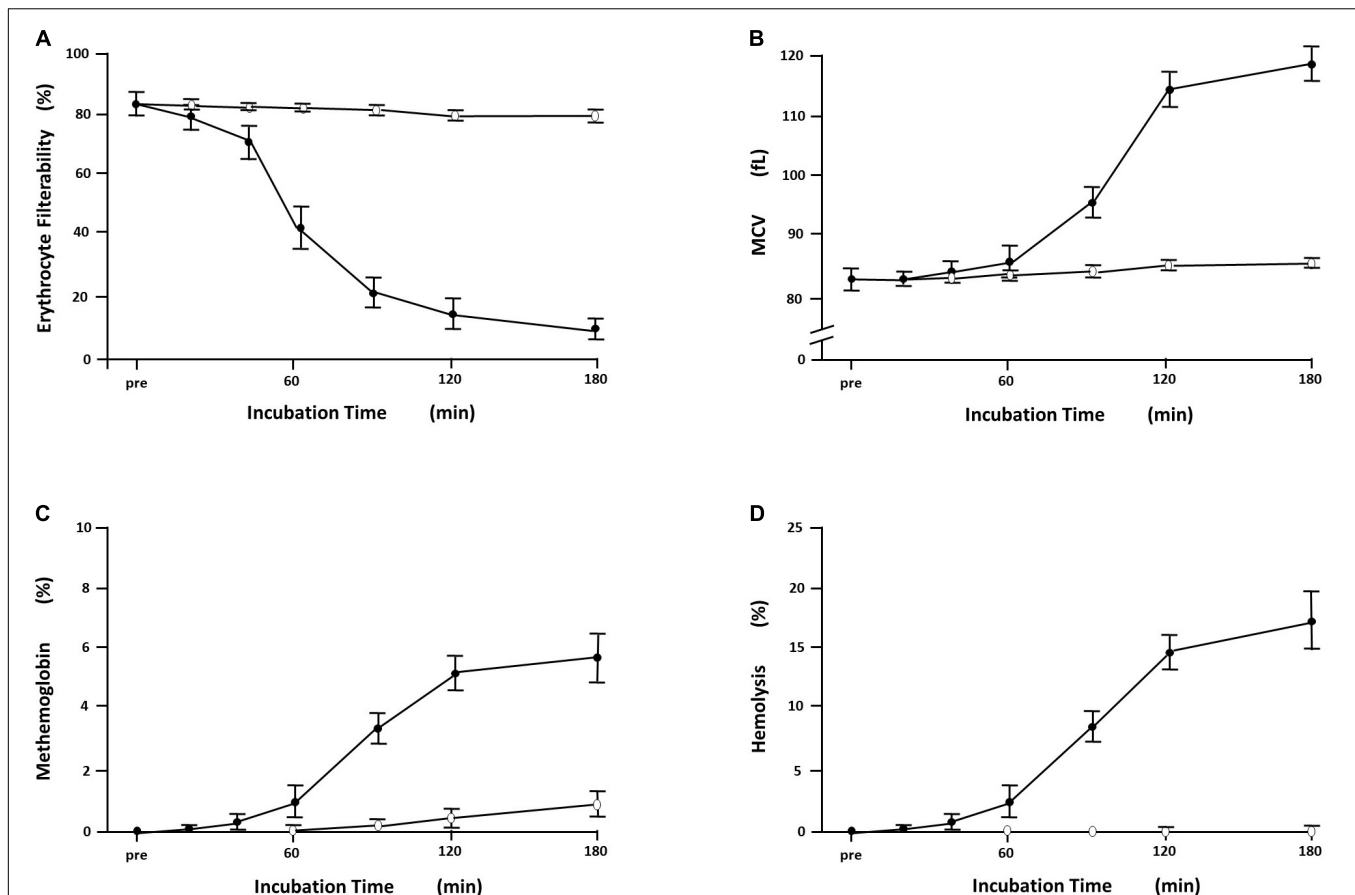 A
Erythrocyte Filterability (%)
100
80
60
40
20
0
pre
60
120
180
Incubation Time (min)
B
MCV (fL)
120
110
100
90
80
0
pre
60
120
180
Incubation Time (min)
C
Methemoglobin (%)
10
8
6
4
2
0
pre
60
120
180
Incubation Time (min)
D
Hemolysis (%)
25
20
15
10
5
0
pre
60
120
180
Incubation Time (min)